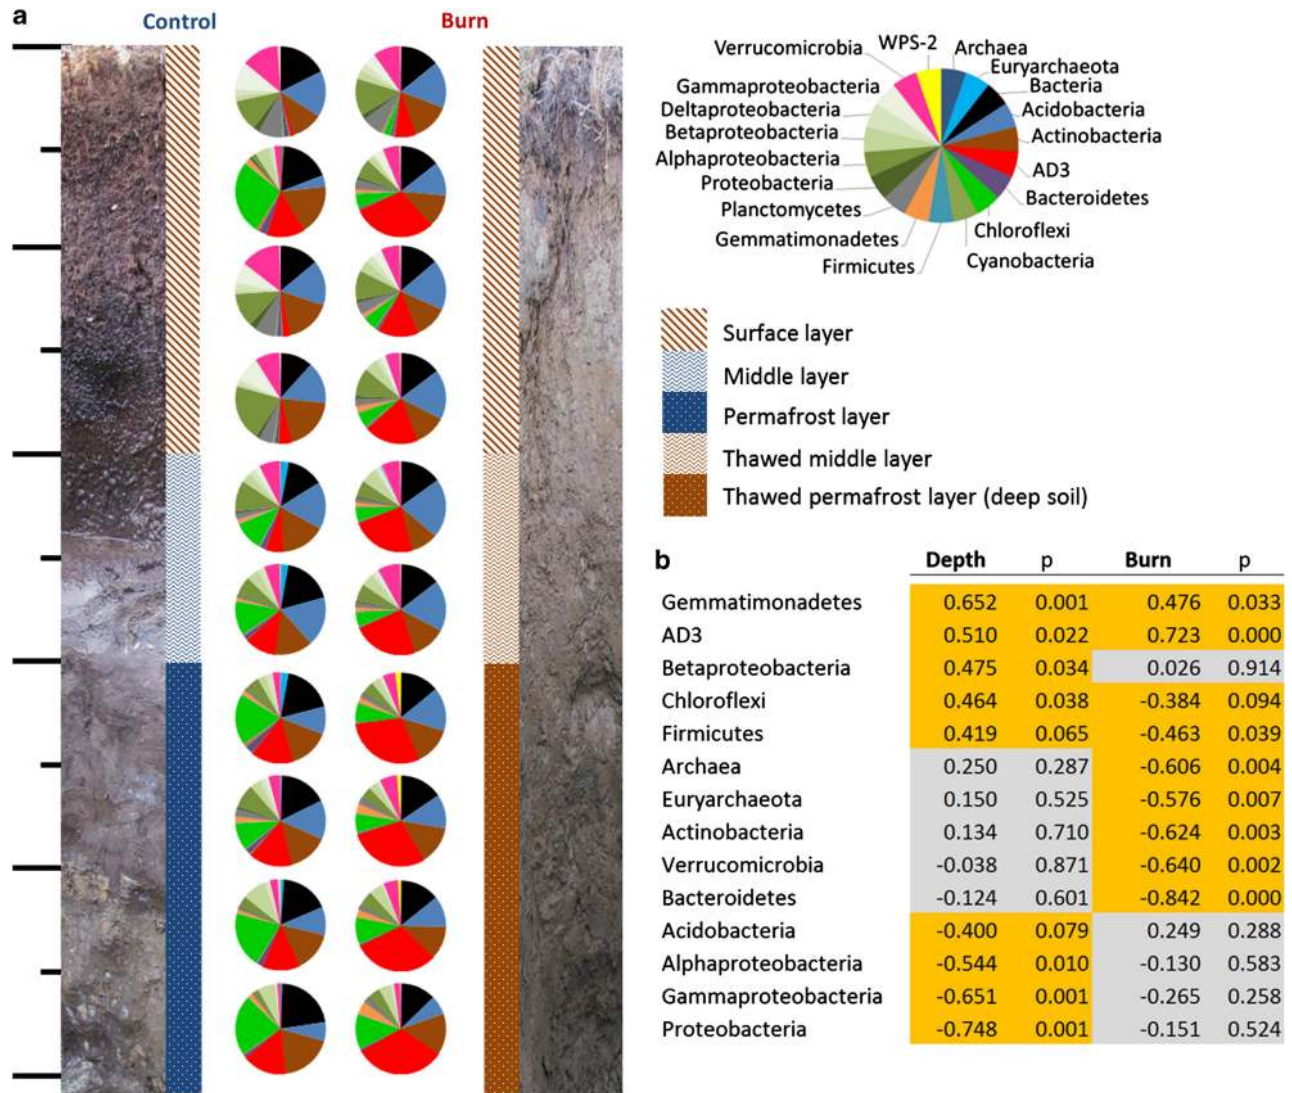 a
Control
Burn
Verrucomicrobia
WPS-2
Archaea
Euryarchaeota
Bacteria
Acidobacteria
Actinobacteria
AD3
Bacteroidetes
Chloroflexi
Cyanobacteria
Firmicutes
Gemmatimonadetes
Planctomycetes
Proteobacteria
Alphaproteobacteria
Betaproteobacteria
Deltaproteobacteria
Gammaproteobacteria
Surface layer
Middle layer
Permafrost layer
Thawed middle layer
Thawed permafrost layer (deep soil)
b
Depth p Burn p
Gemmatimonadetes 0.652 0.001 0.476 0.033
AD3 0.510 0.022 0.723 0.000
Betaproteobacteria 0.475 0.034 0.026 0.914
Chloroflexi 0.464 0.038 -0.384 0.094
Firmicutes 0.419 0.065 -0.463 0.039
Archaea 0.250 0.287 -0.606 0.004
Euryarchaeota 0.150 0.525 -0.576 0.007
Actinobacteria 0.134 0.710 -0.624 0.003
Verrucomicrobia -0.038 0.871 -0.640 0.002
Bacteroidetes -0.124 0.601 -0.842 0.000
Acidobacteria -0.400 0.079 0.249 0.288
Alphaproteobacteria -0.544 0.010 -0.130 0.583
Gammaproteobacteria -0.651 0.001 -0.265 0.258
Proteobacteria -0.748 0.001 -0.151 0.524